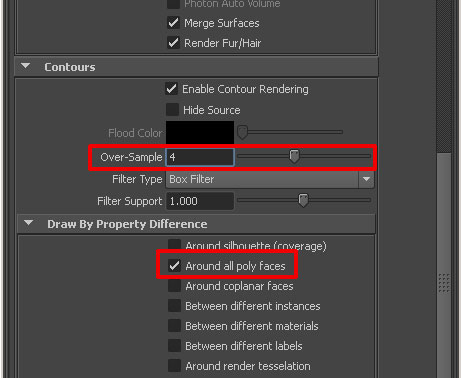 Photon Auto Volume
Merge Surfaces
Render Fur/Hair
Contours
Enable Contour Rendering
Hide Source
Flood Color
Over-Sample 4
Filter Type Box Filter
Filter Support 1.000
Draw By Property Difference
Around silhouette (coverage)
Around all poly faces
Around coplanar faces
Between different instances
Between different materials
Between different labels
Around render tesselation